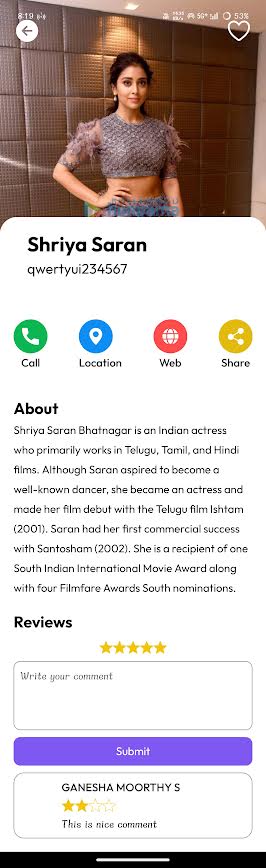 8:19
5G+
53%
Shriya Saran
qwertyui234567
Call
Location
Web
Share
About
Shriya Saran Bhatnagar is an Indian actress
who primarily works in Telugu, Tamil, and Hindi
films. Although Saran aspired to become a
well-known dancer, she became an actress and
made her film debut with the Telugu film Ishtam
(2001). Saran had her first commercial success
with Santosham (2002). She is a recipient of one
South Indian International Movie Award along
with four Filmfare Awards South nominations.
Reviews
Write your comment
Submit
GANESHA MOORTHY S
This is nice comment